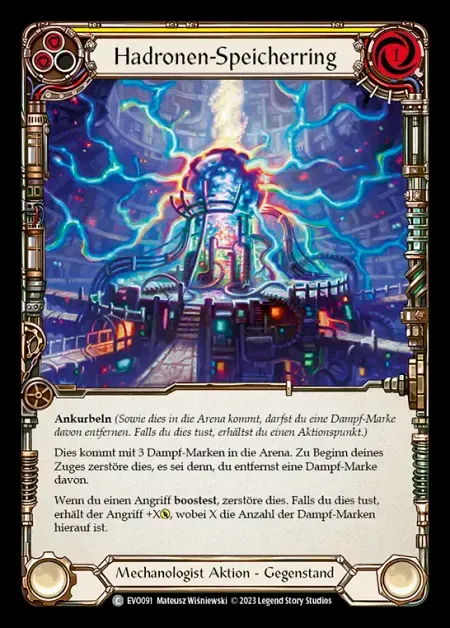 Hadronen-Speicherring
I
Ankurbeln (Sowie dies in die Arena kommt, darfst du eine Dampf-Marke
davon entfernen. Falls du dies tust, erhältst du einen Aktionspunkt.)
Dies kommt mit 3 Dampf-Marken in die Arena. Zu Beginn deines
Zuges zerstöre dies, es sei denn, du entfernst eine Dampf-Marke
davon.
Wenn du einen Angriff boostest, zerstöre dies. Falls du dies tust,
erhält der Angriff +X, wobei X die Anzahl der Dampf-Marken
hierauf ist.
Mechanologist Aktion - Gegenstand
C EVO091 Mateusz Wiśniewski © 2023 Legend Story Studios